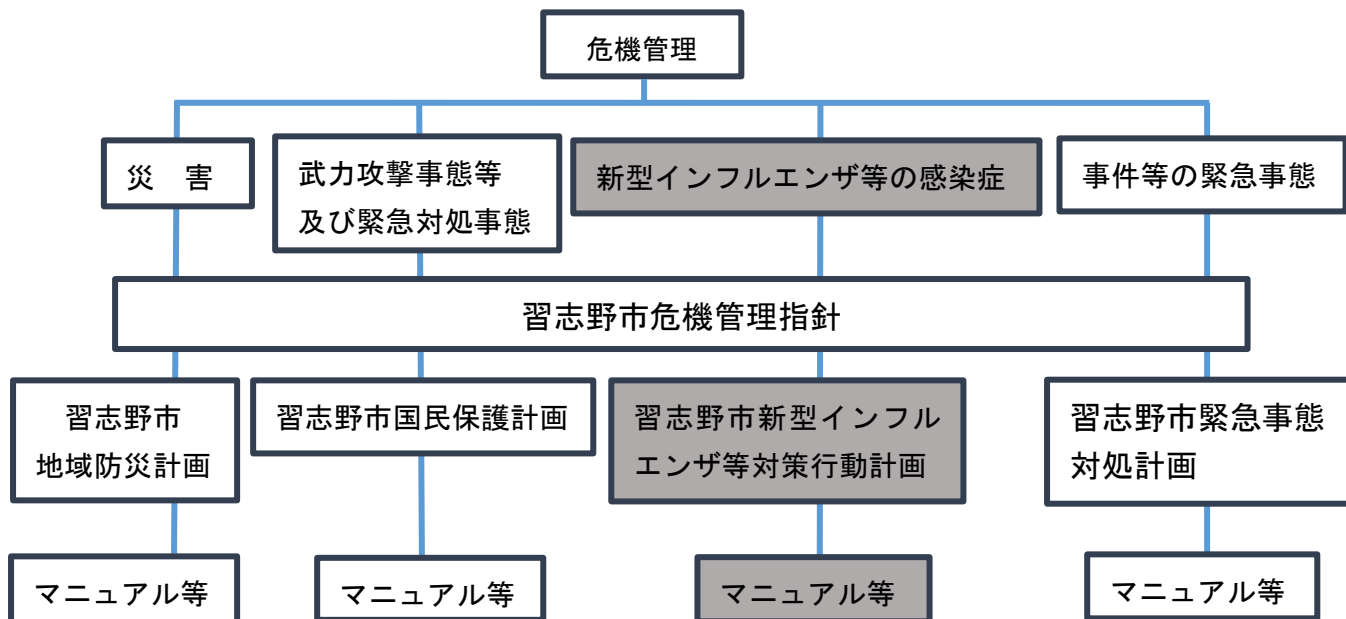 危機管理
災　害
武力攻撃事態等
及び緊急対処事態
新型インフルエンザ等の感染症
事件等の緊急事態
習志野市危機管理指針
習志野市
地域防災計画
習志野市国民保護計画
習志野市新型インフル
エンザ等対策行動計画
習志野市緊急事態
対処計画
マニュアル等
マニュアル等
マニュアル等
マニュアル等